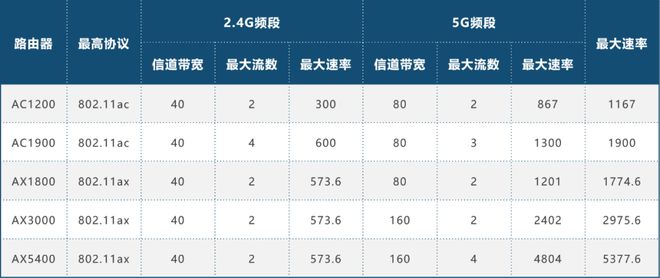 路由器 最高协议 2.4G频段 5G频段 最大速率
信道带宽 最大流数 最大速率 信道带宽 最大流数 最大速率
AC1200 802.11ac 40 2 300 80 2 867 1167
AC1900 802.11ac 40 4 600 80 3 1300 1900
AX1800 802.11ax 40 2 573.6 80 2 1201 1774.6
AX3000 802.11ax 40 2 573.6 160 2 2402 2975.6
AX5400 802.11ax 40 2 573.6 160 4 4804 5377.6